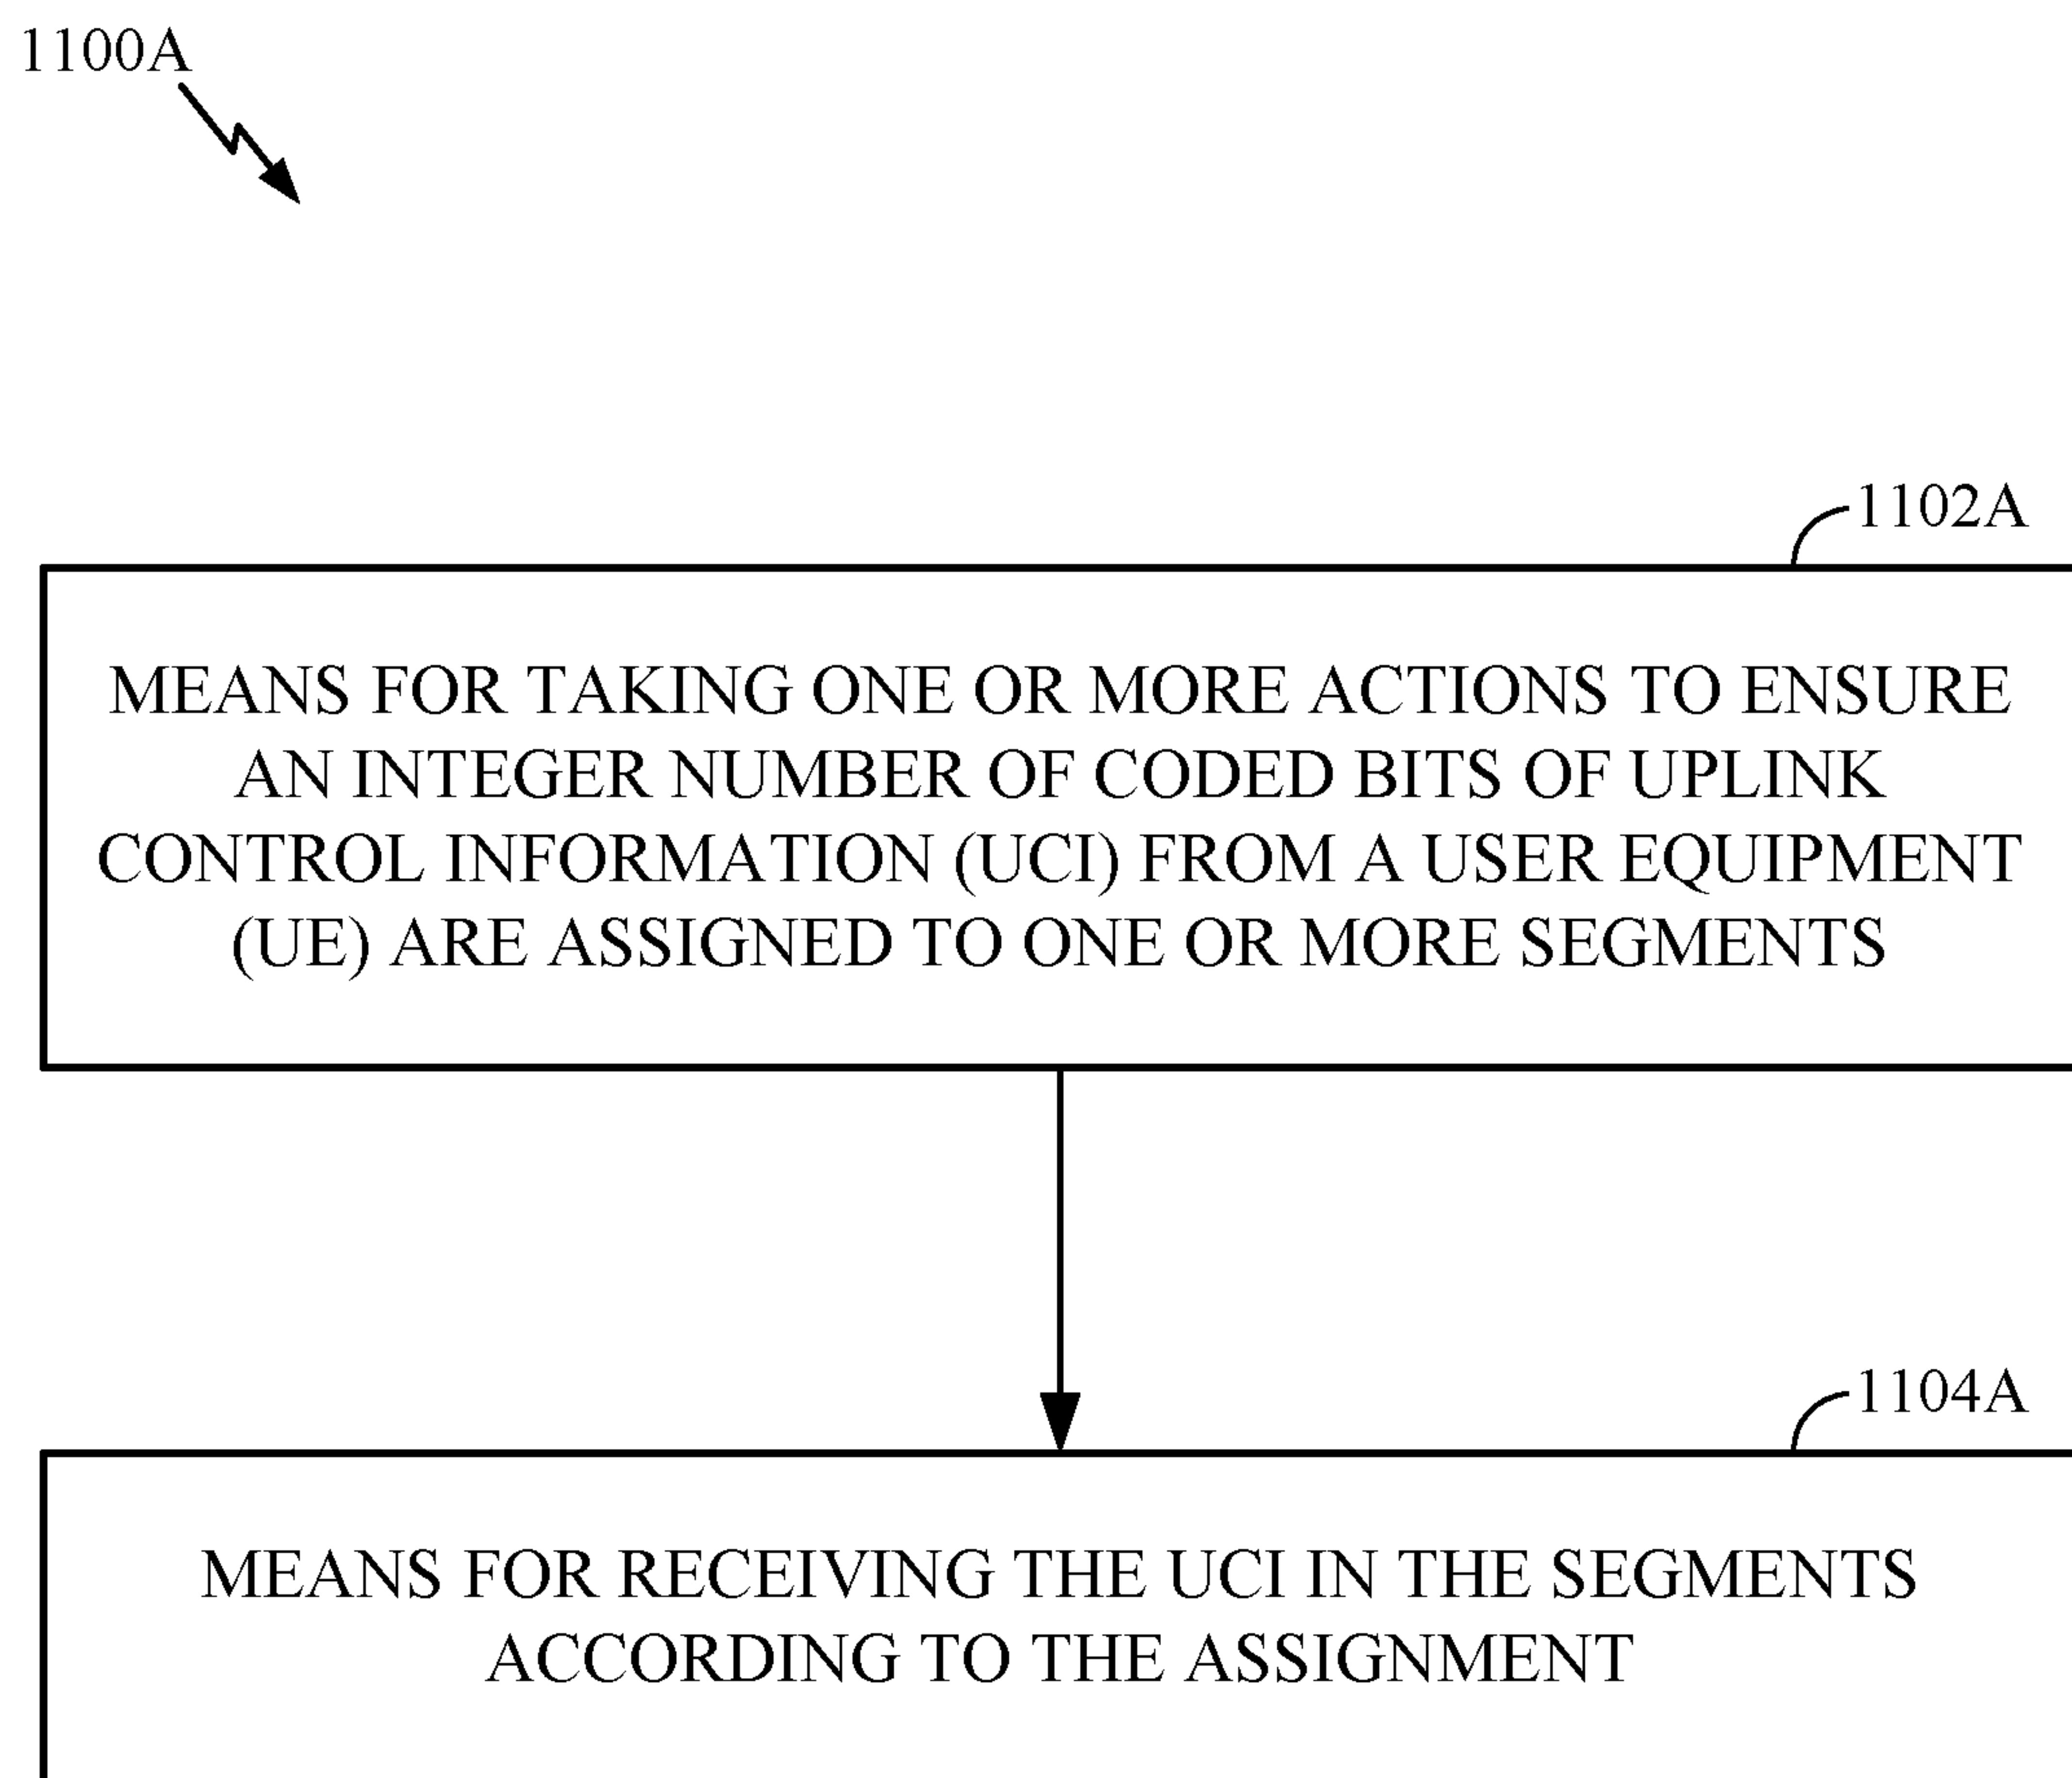 1100A
1102A
MEANS FOR TAKING ONE OR MORE ACTIONS TO ENSURE
AN INTEGER NUMBER OF CODED BITS OF UPLINK
CONTROL INFORMATION (UCI) FROM A USER EQUIPMENT
(UE) ARE ASSIGNED TO ONE OR MORE SEGMENTS
1104A
MEANS FOR RECEIVING THE UCI IN THE SEGMENTS
ACCORDING TO THE ASSIGNMENT